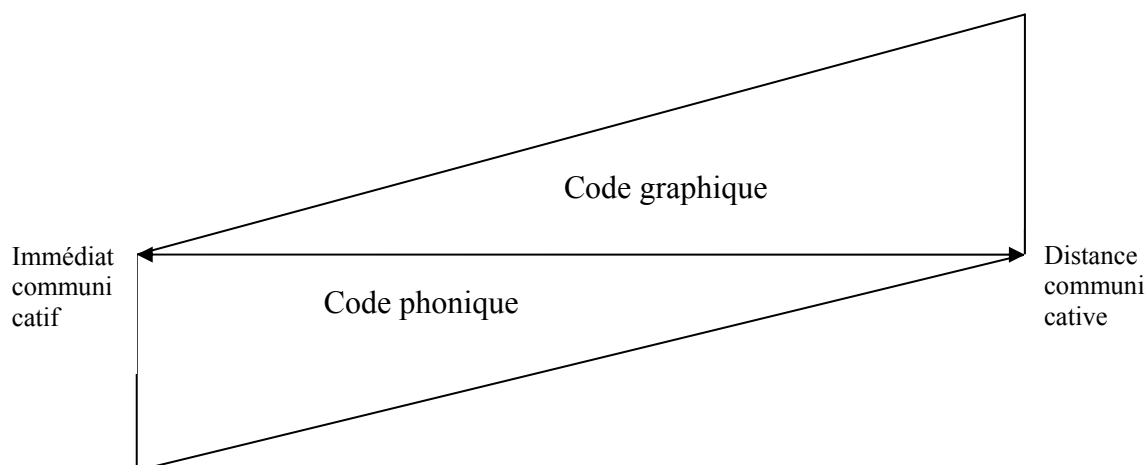 Code graphique
Immédiat
communi
catif
Distance
communi
cative
Code phonique